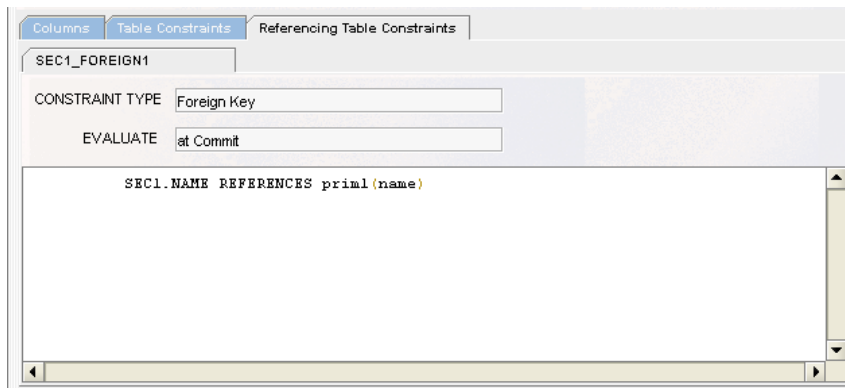 Columns Table Constraints Referencing Table Constraints
SEC1_FOREIGN1
CONSTRAINT TYPE Foreign Key
EVALUATE at Commit
SEC1.NAME REFERENCES prim1(name)